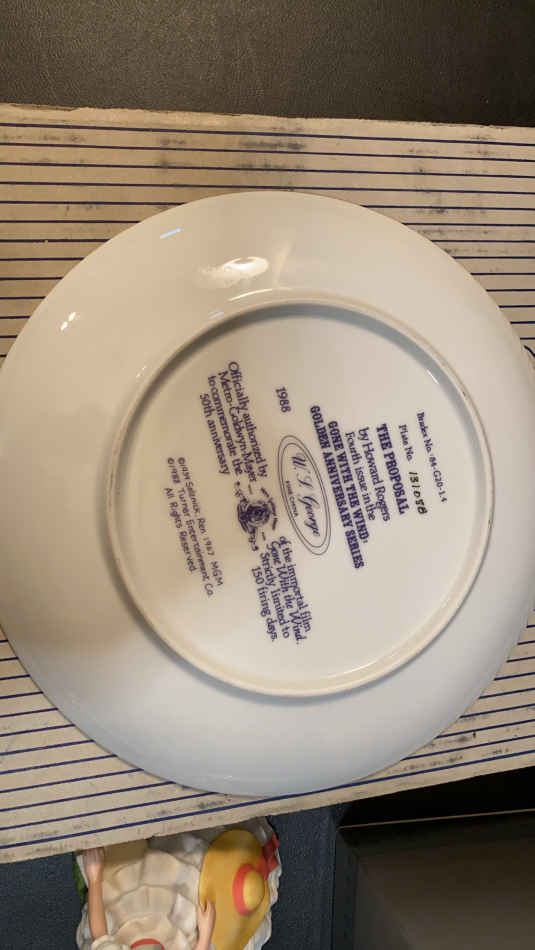 Bradex No. 84-G20-1.4
Plate No. 13105B
THE PROPOSAL
by Howard Rogers
Fourth issue in the
GONE WITH THE WIND:
GOLDEN ANNIVERSARY SERIES
W. S. George
FINE CHINA
1988
Officially authorized by
Metro-Goldwyn-Mayer
to commemorate the
50th anniversary
of the immortal film
Gone With the Wind.
Strictly limited to
150 firing days.
©1939 Selznick, Ren. 1967 MGM
©1988 Turner Entertainment Co.
All Rights Reserved.